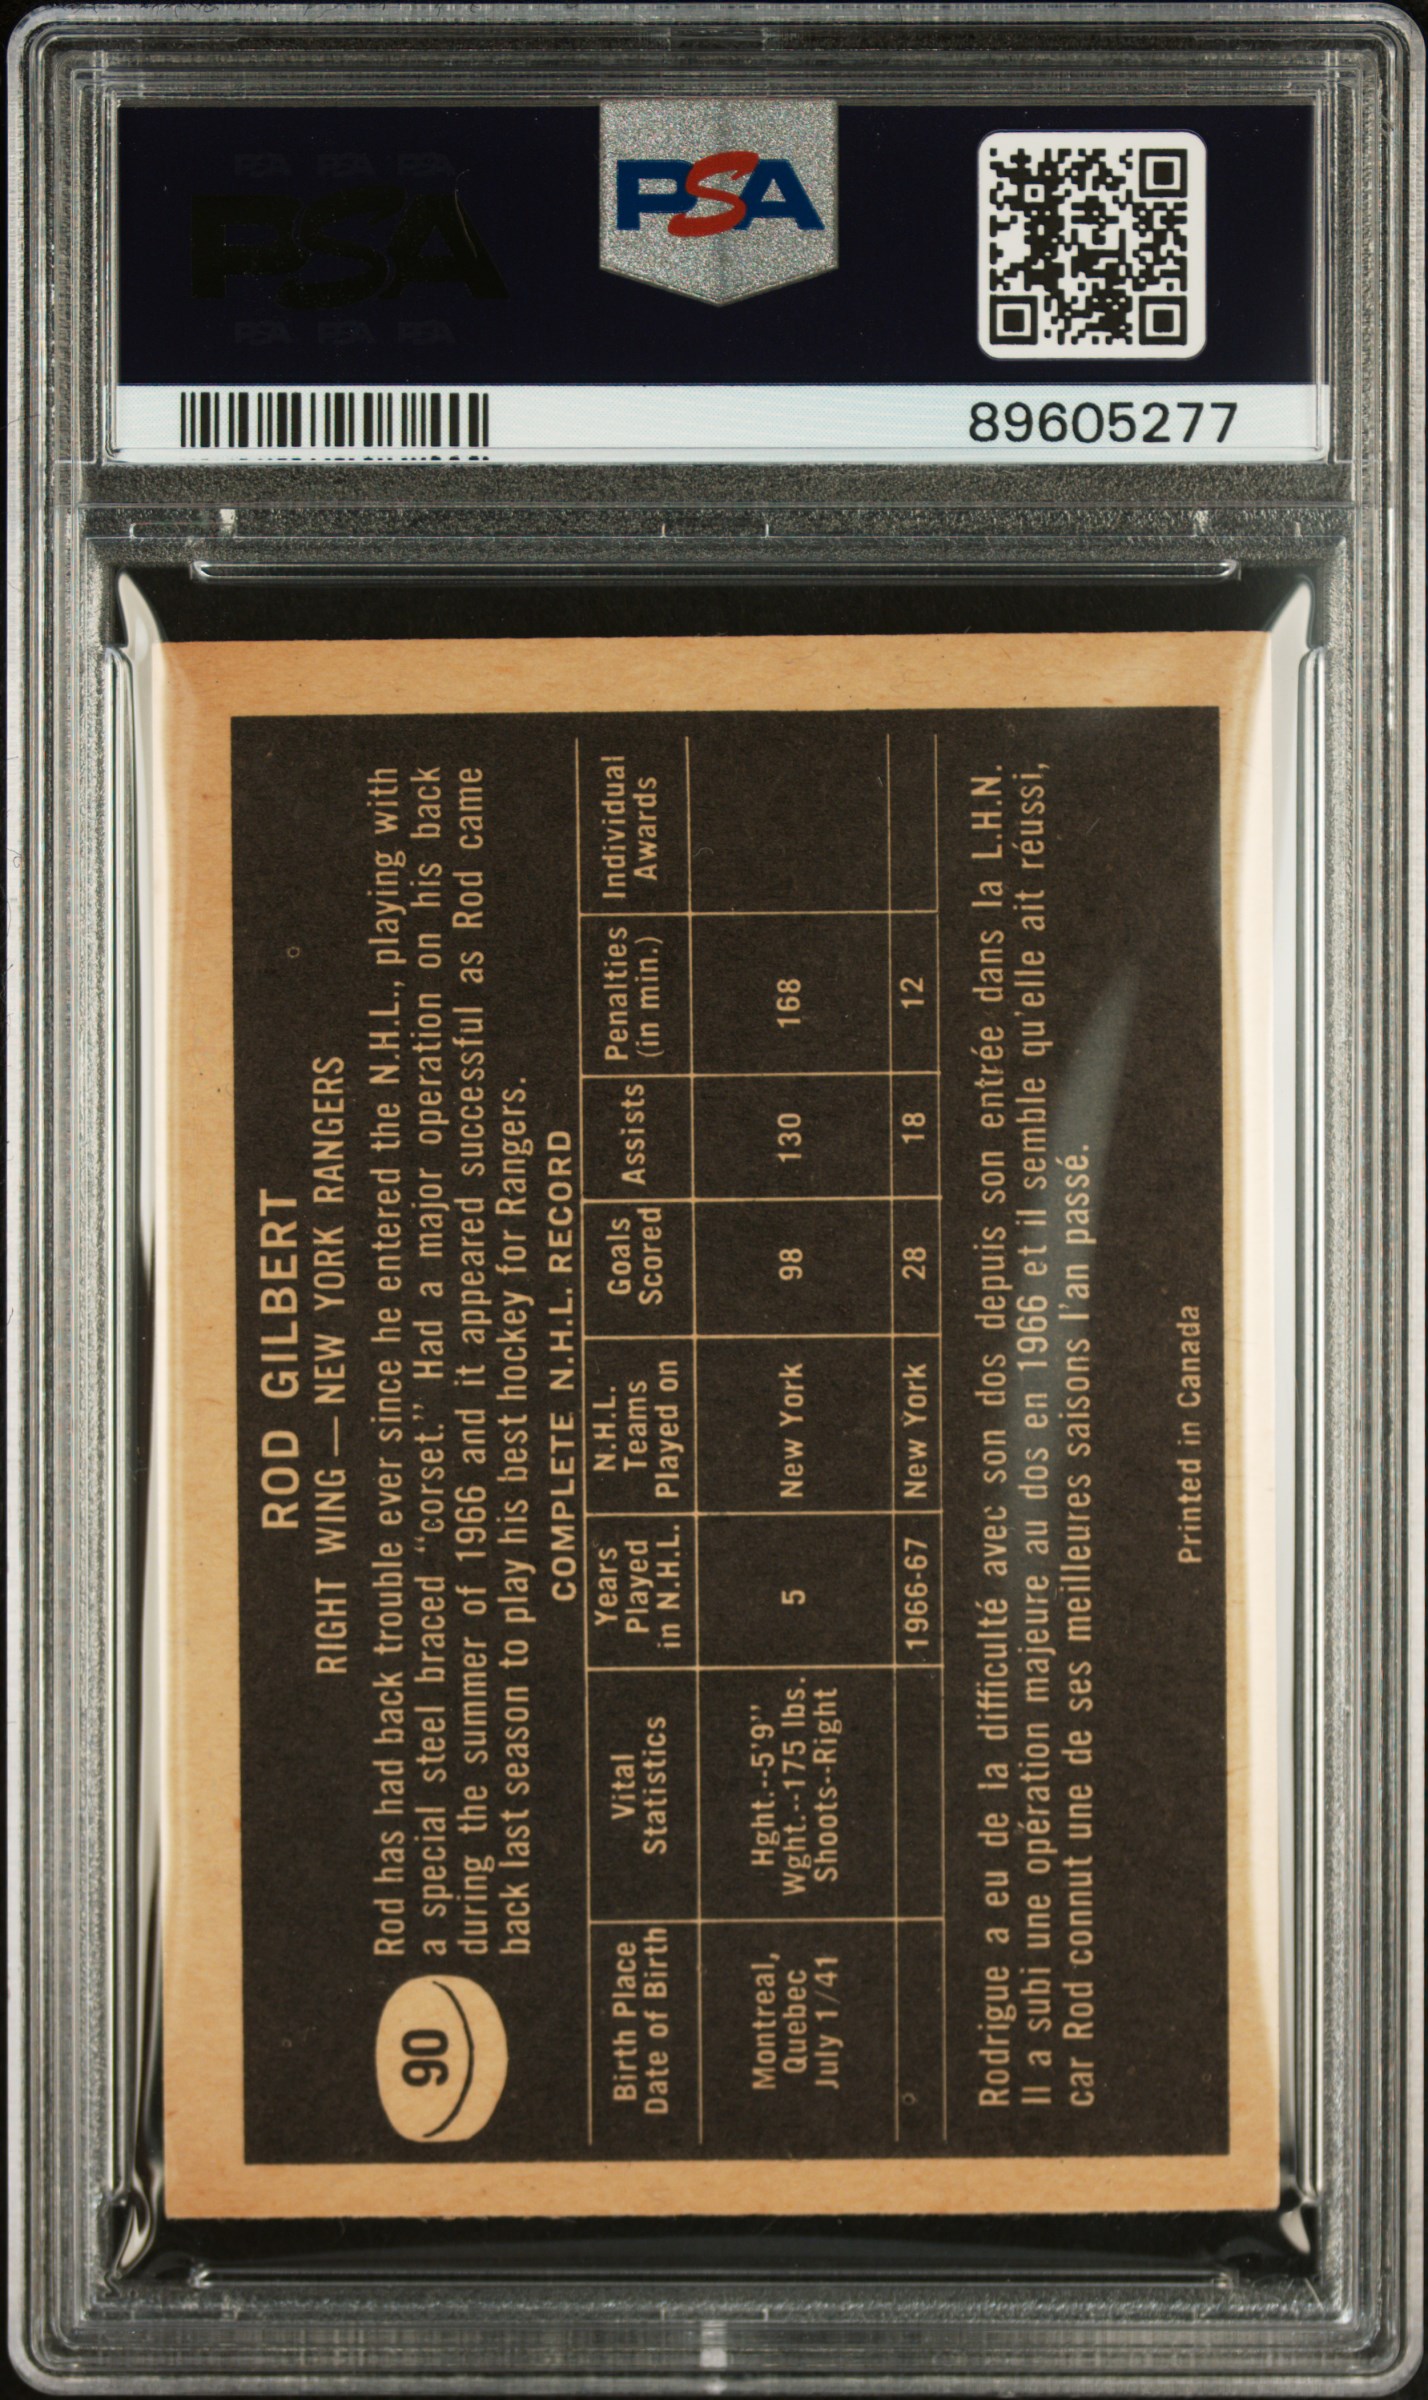 PSA PSA PSA
PSA
PSA PSA PSA
PSA
89605277
ROD GILBERT
RIGHT WING—NEW YORK RANGERS
90
Rod has had back trouble ever since he entered the N.H.L., playing with
a special steel braced "corset." Had a major operation on his back
during the summer of 1966 and it appeared successful as Rod came
back last season to play his best hockey for Rangers.
COMPLETE N.H.L. RECORD
Birth Place Date of Birth Vital Statistics Years Played in N.H.L. N.H.L. Teams Played on Goals Scored Assists Penalties (in min.) Individual Awards
Montreal, Quebec July 1/41 Hght.--5'9" Wght.--175 lbs. Shoots--Right 5 New York 98 130 168
1966-67 New York 28 18 12
Rodrigue a eu de la difficulté avec son dos depuis son entrée dans la L.H.N.
Il a subi une opération majeure au dos en 1966 et il semble qu'elle ait réussi,
car Rod connut une de ses meilleures saisons l'an passé.
Printed in Canada